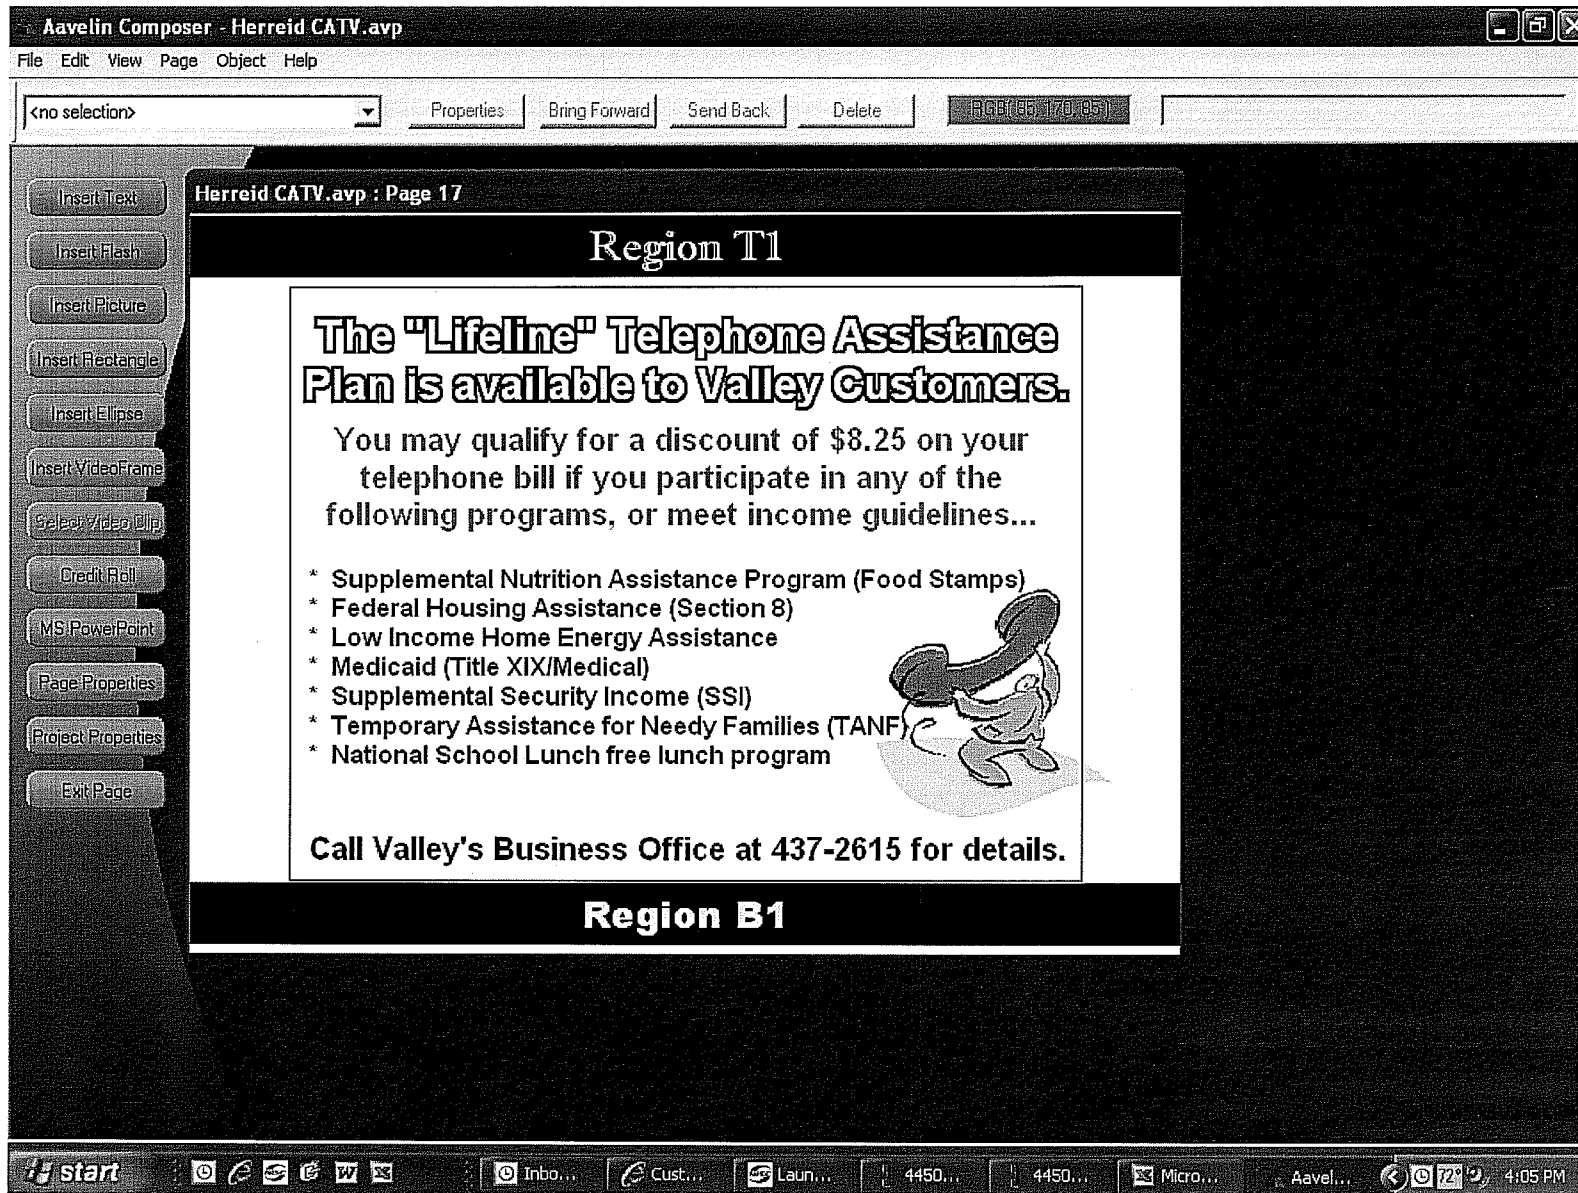 Aavelin Composer - Herreid CATV.avp
File Edit View Page Object Help
<no selection>
Properties
Bring Forward
Send Back
Delete
RGB( 85, 170, 85 )
Insert Text
Insert Flash
Insert Picture
Insert Rectangle
Insert Ellipse
Insert VideoFrame
Select Video Clip
Credit Roll
MS PowerPoint
Page Properties
Project Properties
Exit Page
Herreid CATV.avp : Page 17
Region T1
The "Lifeline" Telephone Assistance
Plan is available to Valley Customers.
You may qualify for a discount of $8.25 on your
telephone bill if you participate in any of the
following programs, or meet income guidelines...
* Supplemental Nutrition Assistance Program (Food Stamps)
* Federal Housing Assistance (Section 8)
* Low Income Home Energy Assistance
* Medicaid (Title XIX/Medical)
* Supplemental Security Income (SSI)
* Temporary Assistance for Needy Families (TANF)
* National School Lunch free lunch program
Call Valley's Business Office at 437-2615 for details.
Region B1
start Inbo... Cust... Laun... 4450... 4450... Micro... Aavel... 72° 4:05 PM